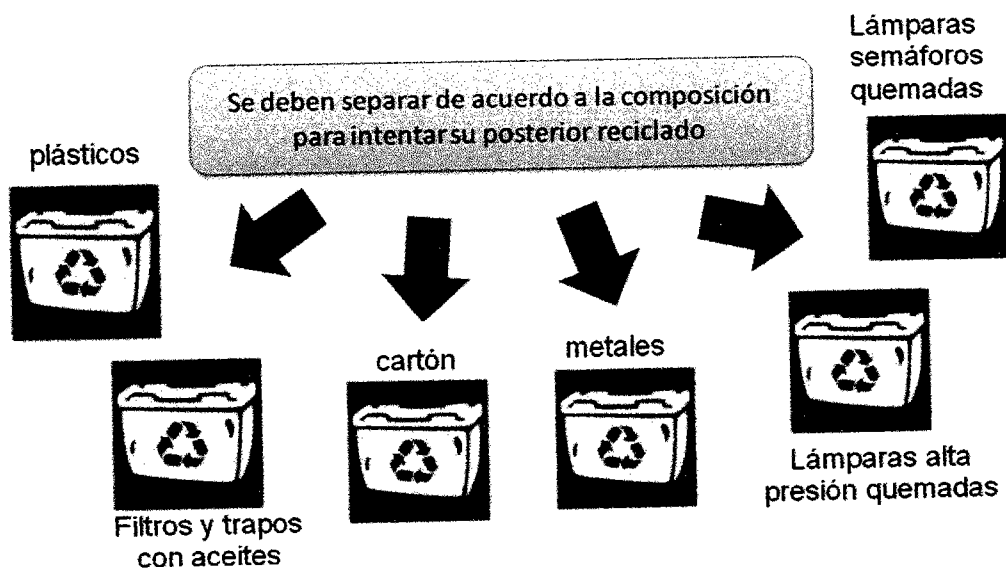 Lámparas
semáforos
quemadas
Se deben separar de acuerdo a la composición
para intentar su posterior reciclado
plásticos
cartón
metales
Filtros y trapos
con aceites
Lámparas alta
presión quemadas